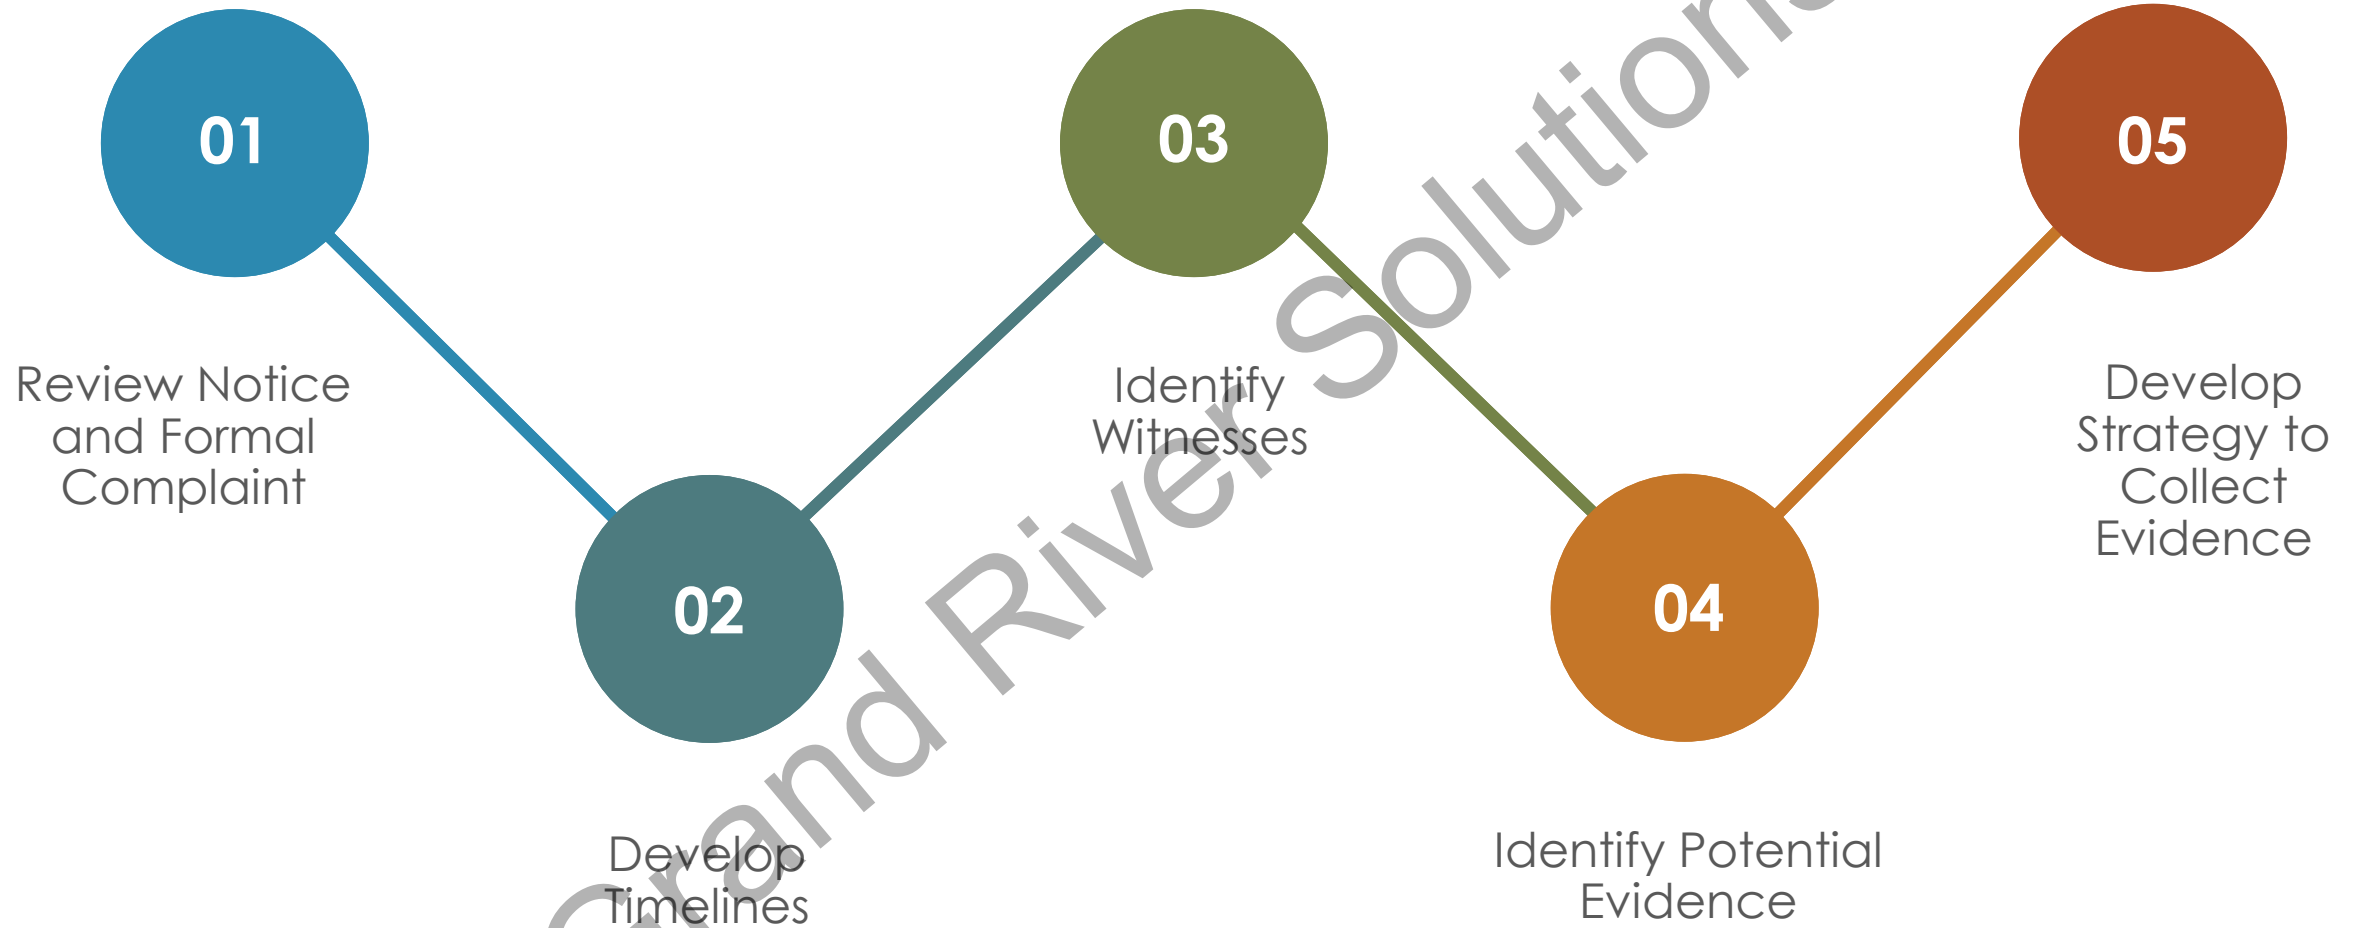 01
Review Notice
and Formal
Complaint
02
Develop
Timelines
03
Identify
Witnesses
04
Identify Potential
Evidence
05
Develop
Strategy to
Collect
Evidence
Grand River Solutions